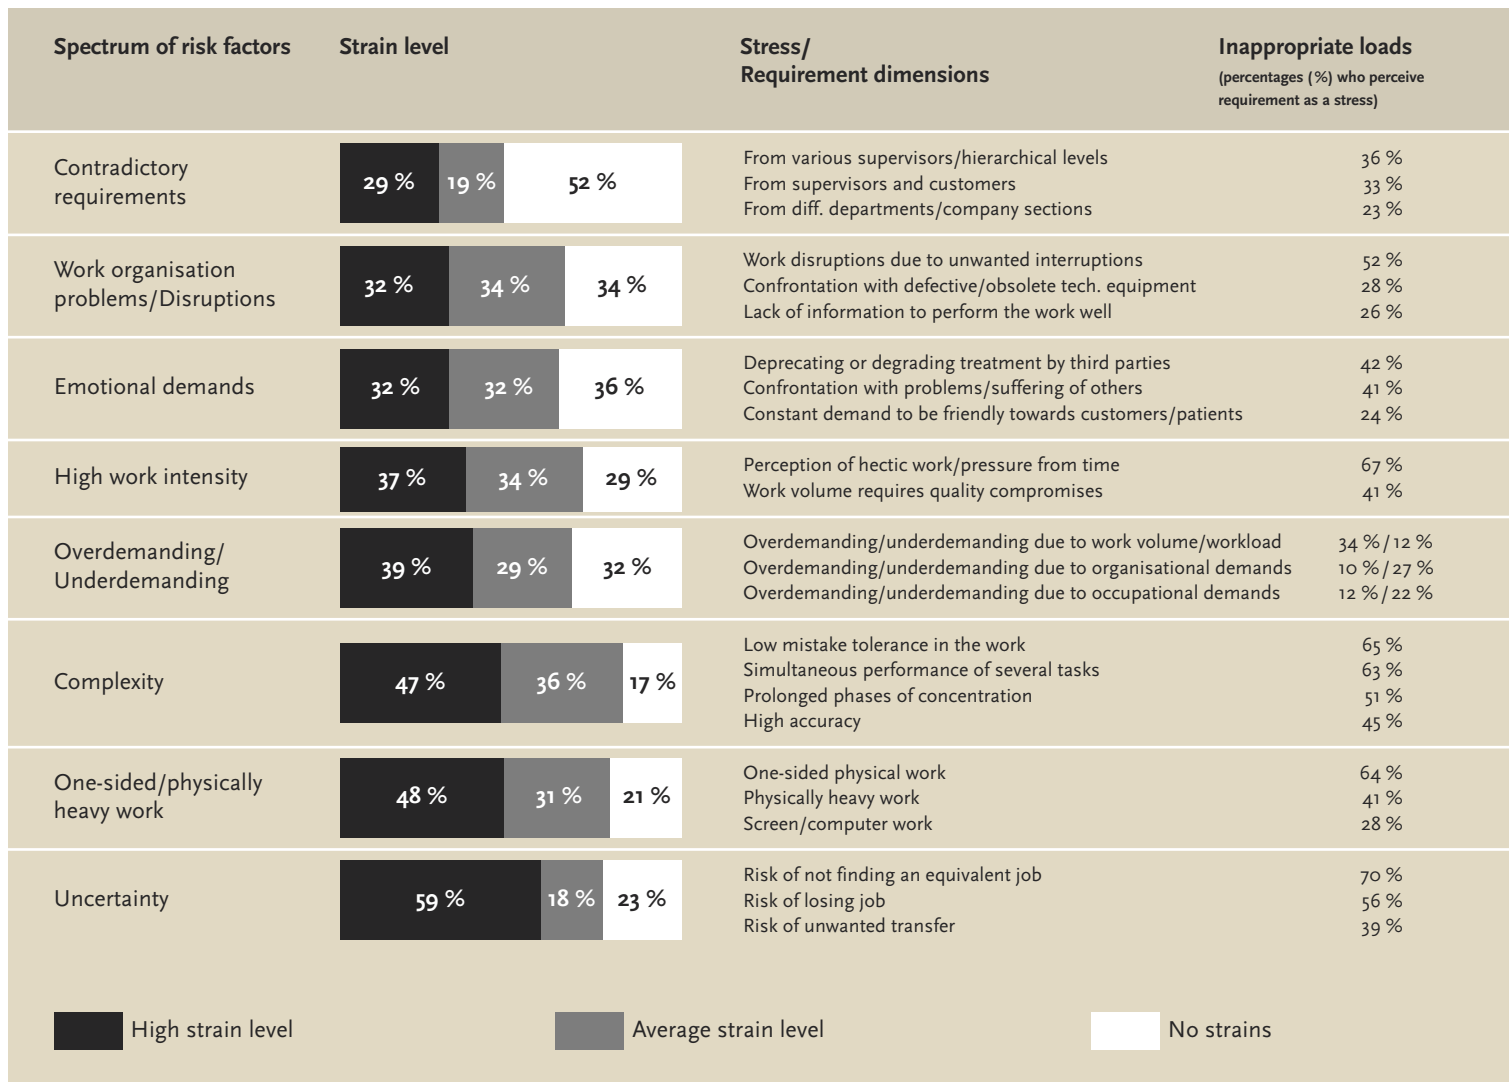 Spectrum of risk factors
Strain level
Stress/
Requirement dimensions
Inappropriate loads
(percentages (%) who perceive
requirement as a stress)
Contradictory
requirements
29 % 19 % 52 %
From various supervisors/hierarchical levels 36 %
From supervisors and customers 33 %
From diff. departments/company sections 23 %
Work organisation
problems/Disruptions
32 % 34 % 34 %
Work disruptions due to unwanted interruptions 52 %
Confrontation with defective/obsolete tech. equipment 28 %
Lack of information to perform the work well 26 %
Emotional demands
32 % 32 % 36 %
Deprecating or degrading treatment by third parties 42 %
Confrontation with problems/suffering of others 41 %
Constant demand to be friendly towards customers/patients 24 %
High work intensity
37 % 34 % 29 %
Perception of hectic work/pressure from time 67 %
Work volume requires quality compromises 41 %
Overdemanding/
Underdemanding
39 % 29 % 32 %
Overdemanding/underdemanding due to work volume/workload 34 % / 12 %
Overdemanding/underdemanding due to organisational demands 10 % / 27 %
Overdemanding/underdemanding due to occupational demands 12 % / 22 %
Complexity
47 % 36 % 17 %
Low mistake tolerance in the work 65 %
Simultaneous performance of several tasks 63 %
Prolonged phases of concentration 51 %
High accuracy 45 %
One-sided/physically
heavy work
48 % 31 % 21 %
One-sided physical work 64 %
Physically heavy work 41 %
Screen/computer work 28 %
Uncertainty
59 % 18 % 23 %
Risk of not finding an equivalent job 70 %
Risk of losing job 56 %
Risk of unwanted transfer 39 %
High strain level
Average strain level
No strains